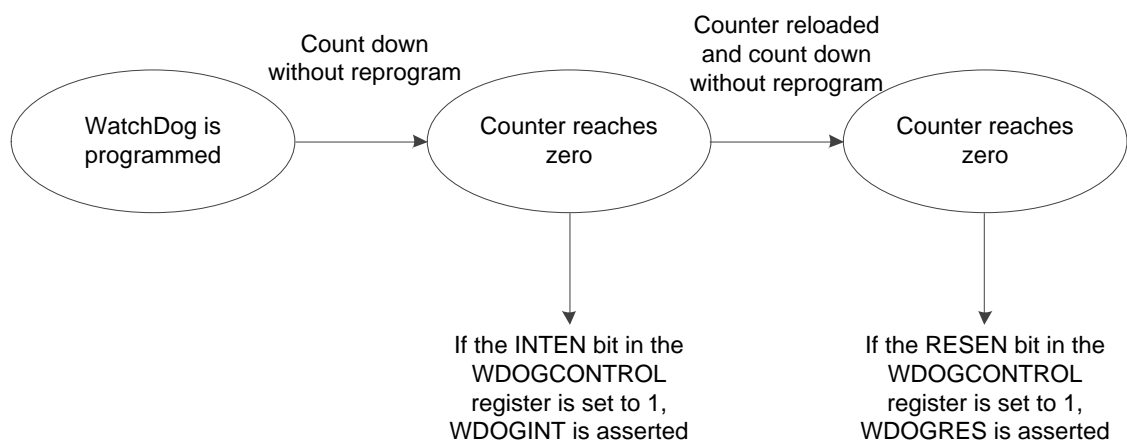 Count down
without reprogram
Counter reloaded
and count down
without reprogram
WatchDog is
programmed
Counter reaches
zero
Counter reaches
zero
If the INTEN bit in the
WDOGCONTROL
register is set to 1,
WDOGINT is asserted
If the RESEN bit in the
WDOGCONTROL
register is set to 1,
WDOGRES is asserted